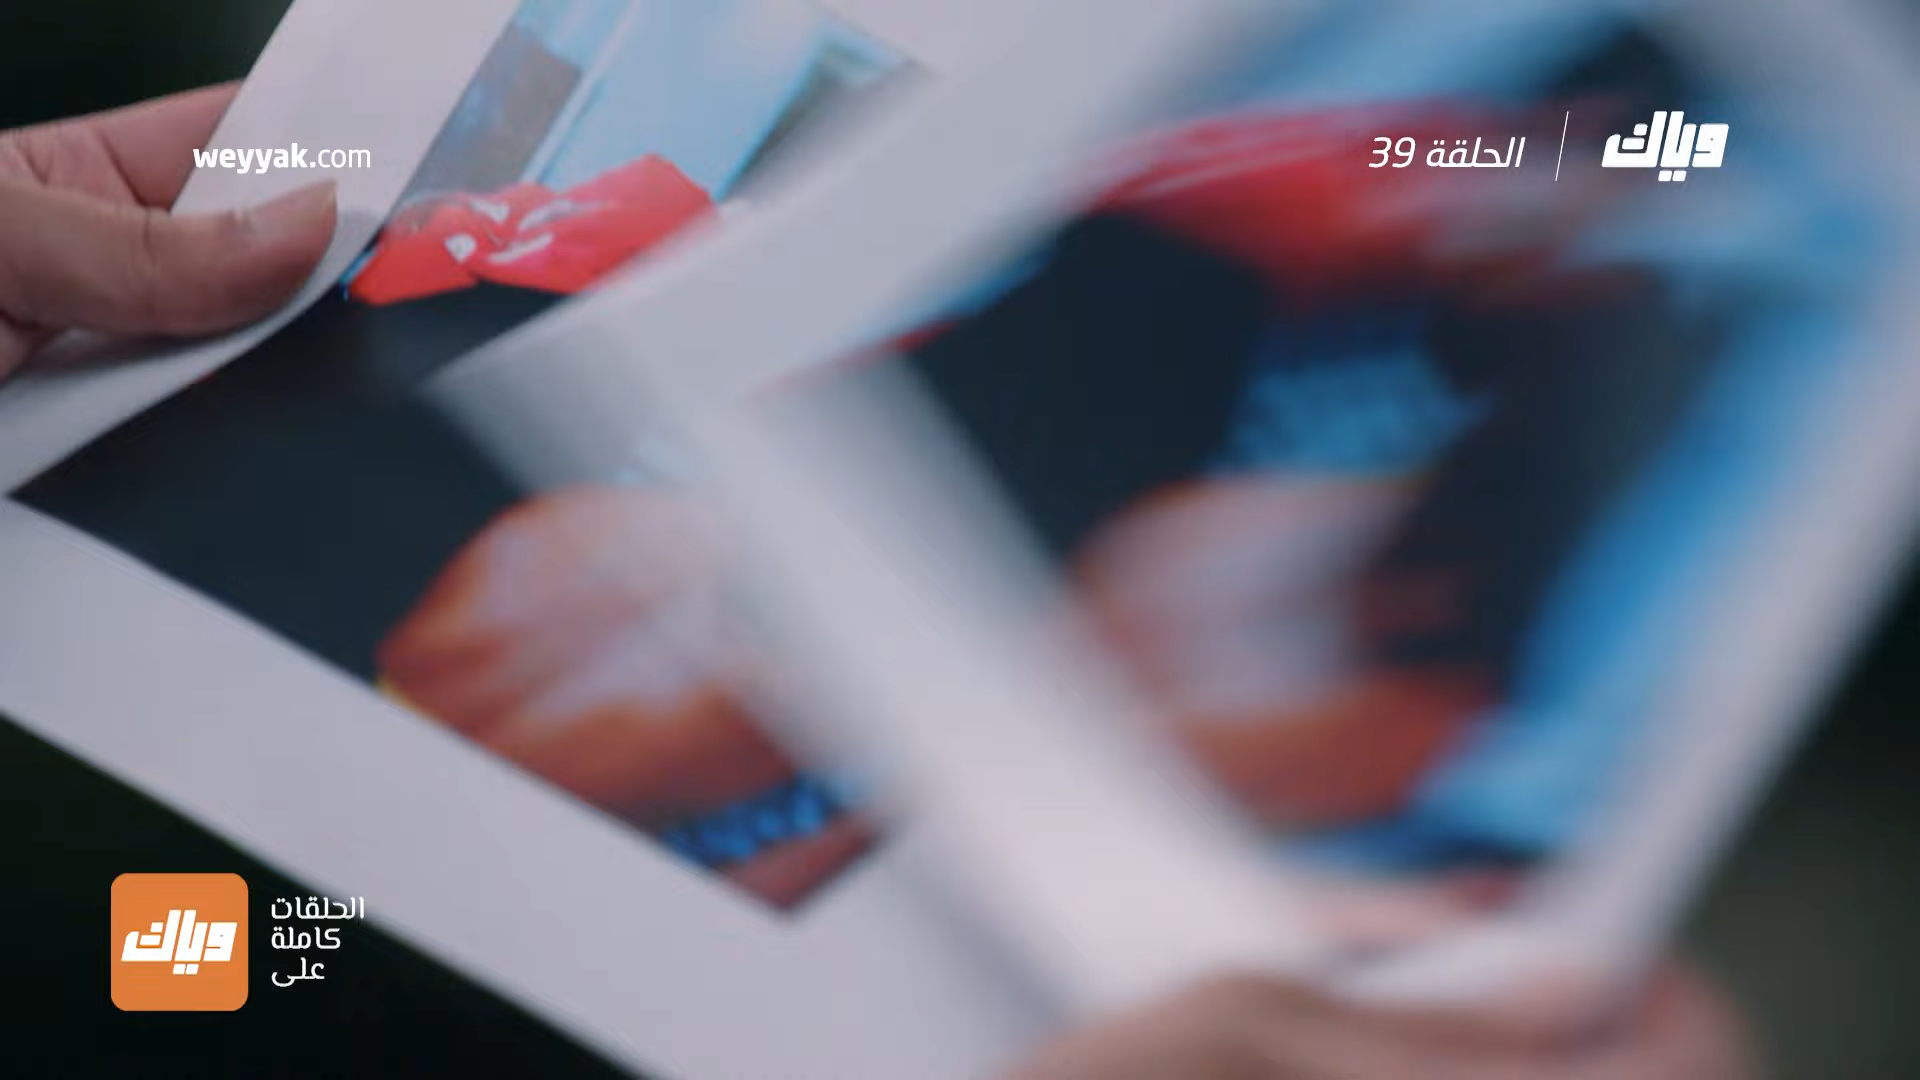 weyyak.com
وياك | الحلقة 39
وياك
الحلقات
كاملة
على